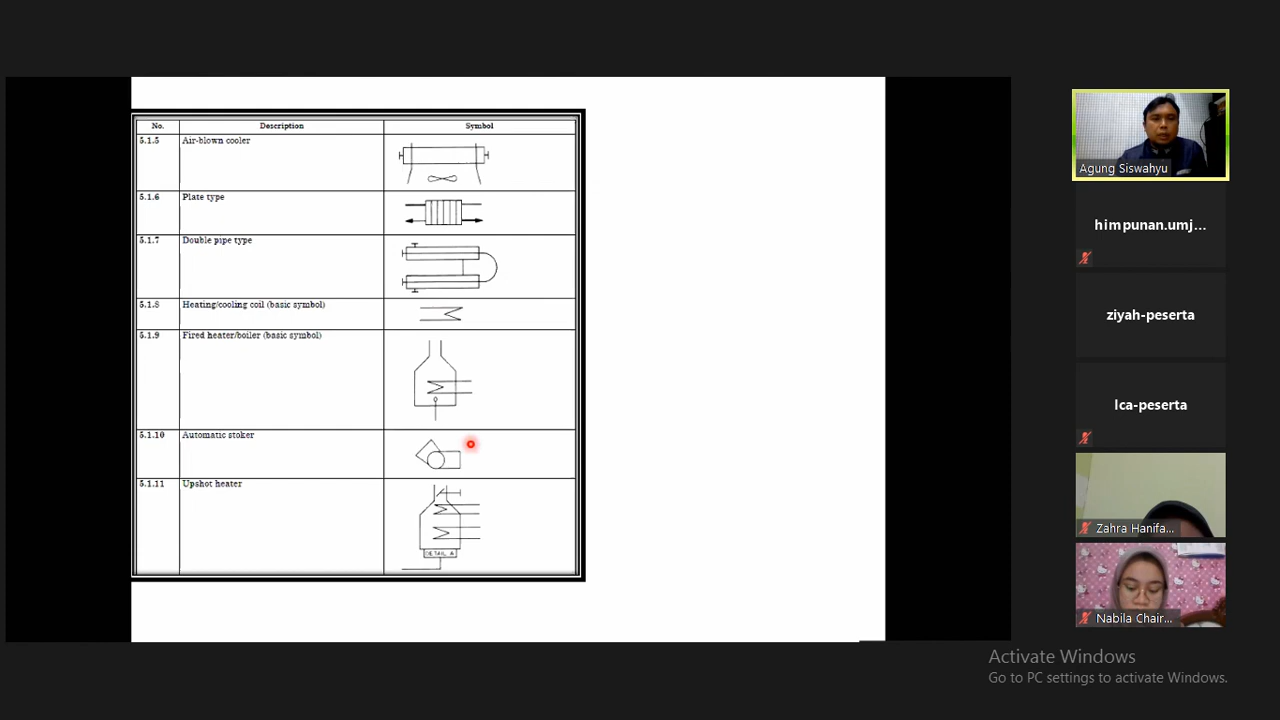 No. Description Symbol
5.1.5 Air-blown cooler
5.1.6 Plate type
5.1.7 Double pipe type
5.1.8 Heating/cooling coil (basic symbol)
5.1.9 Fired heater/boiler (basic symbol)
5.1.10 Automatic stoker
5.1.11 Upshot heater
DETAIL A
Agung Siswahyu
himpunan.umj...
ziyah-peserta
Ica-peserta
Zahra Hanifa...
Nabila Chair...
Activate Windows
Go to PC settings to activate Windows.